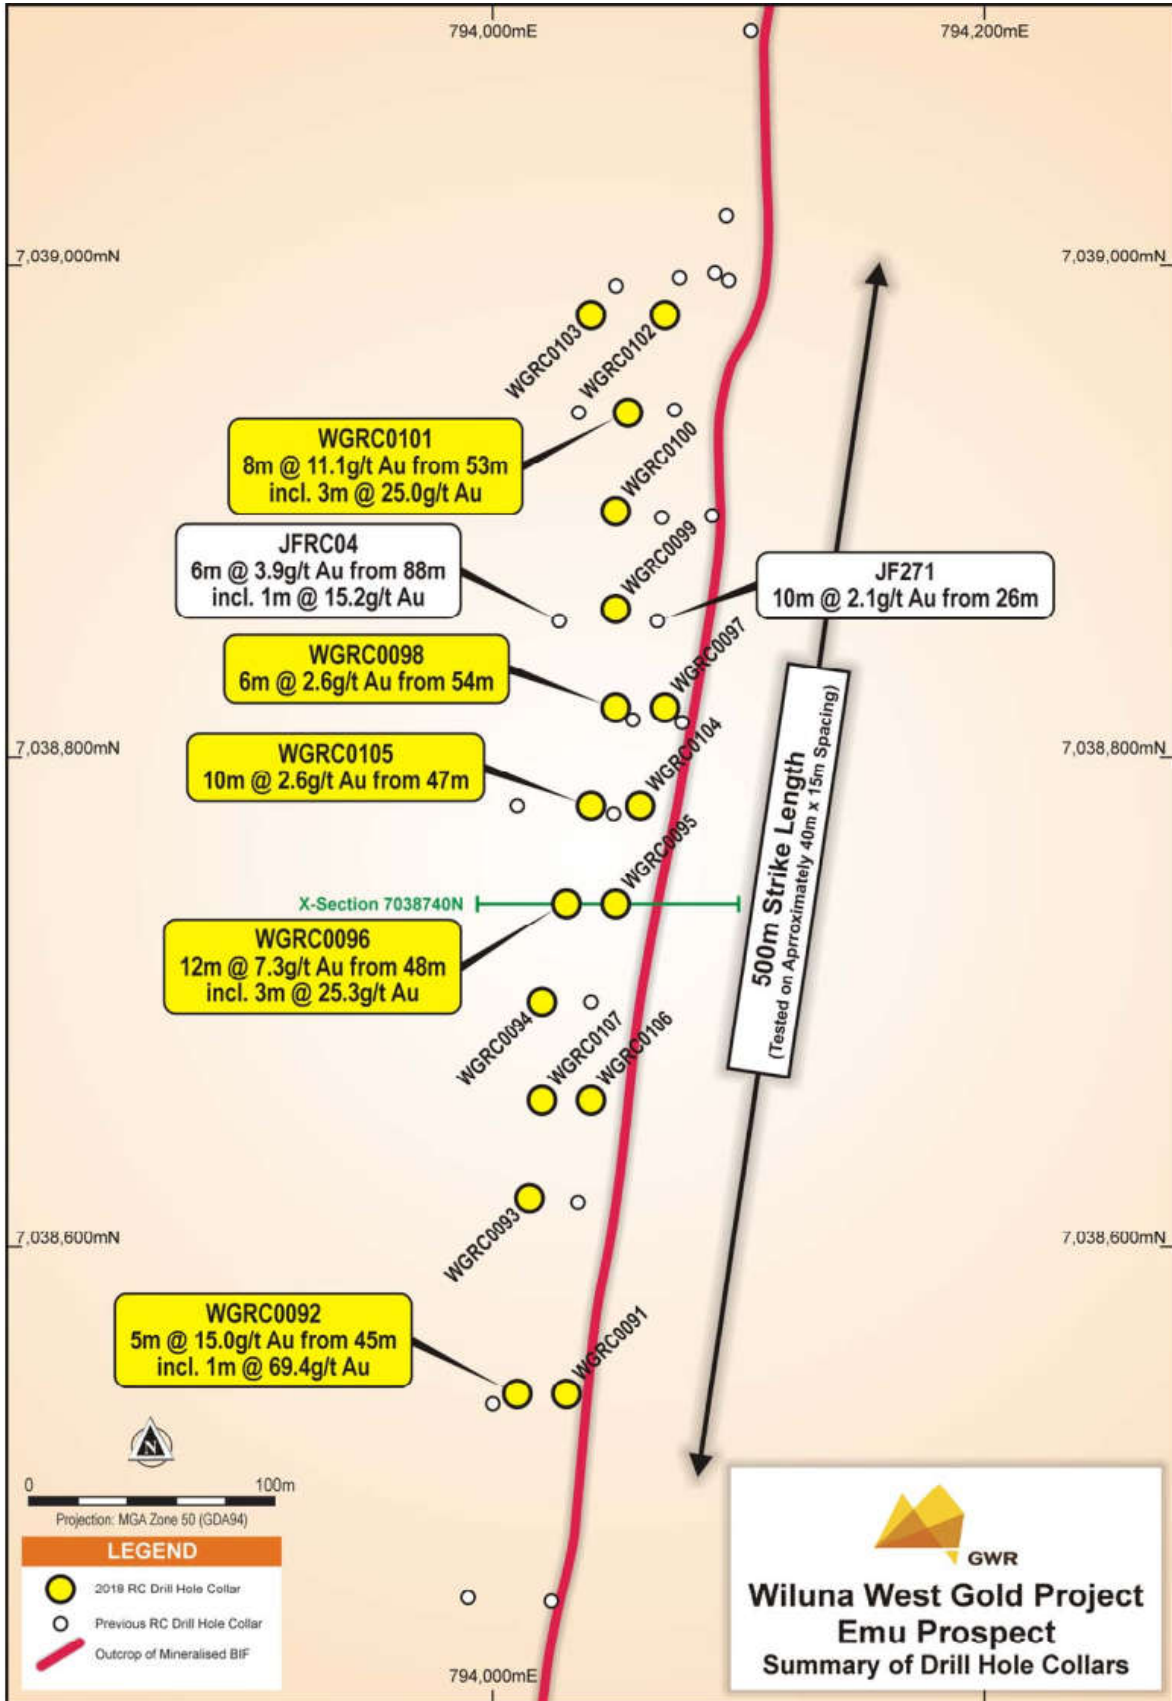 794,000mE
794,200mE
7,039,000mN
7,039,000mN
WGRC0103
WGRC0102
WGRC0101
8m @ 11.1g/t Au from 53m
incl. 3m @ 25.0g/t Au
WGRC0100
JFRC04
6m @ 3.9g/t Au from 88m
incl. 1m @ 15.2g/t Au
WGRC0099
JF271
10m @ 2.1g/t Au from 26m
WGRC0098
6m @ 2.6g/t Au from 54m
WGRC0097
7,038,800mN
7,038,800mN
WGRC0105
10m @ 2.6g/t Au from 47m
WGRC0104
500m Strike Length
(Tested on Aprroximately 40m x 15m Spacing)
WGRC0095
X-Section 7038740N
WGRC0096
12m @ 7.3g/t Au from 48m
incl. 3m @ 25.3g/t Au
WGRC0094
WGRC0107
WGRC0106
WGRC0093
7,038,600mN
7,038,600mN
WGRC0092
5m @ 15.0g/t Au from 45m
incl. 1m @ 69.4g/t Au
WGRC0091
N
0 100m
Projection: MGA Zone 50 (GDA94)
LEGEND
2018 RC Drill Hole Collar
Previous RC Drill Hole Collar
Outcrop of Mineralised BIF
794,000mE
GWR
Wiluna West Gold Project
Emu Prospect
Summary of Drill Hole Collars